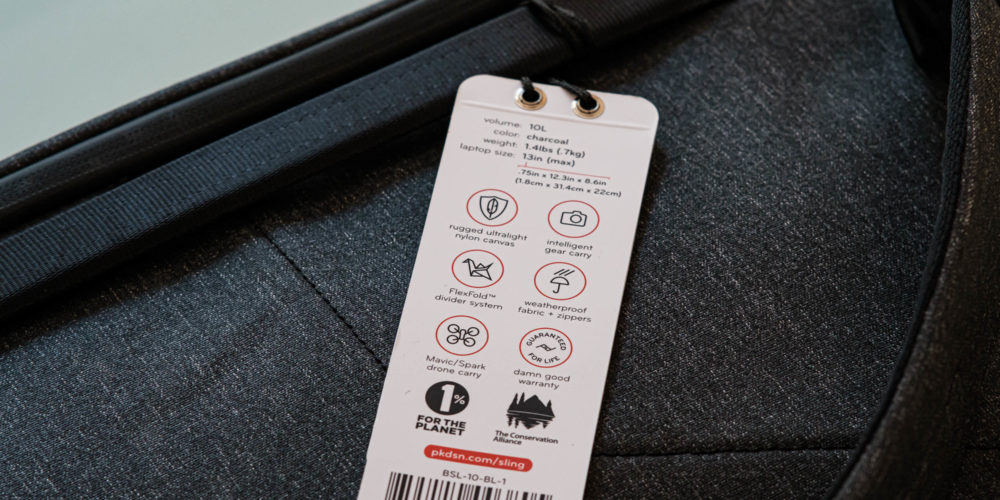 volume: 10L
color: charcoal
weight: 1.4lbs (.7kg)
laptop size: 13in (max)
.75in x 12.3in x 8.6in
(1.8cm x 31.4cm x 22cm)
rugged ultralight
nylon canvas
intelligent
gear carry
FlexFold™
divider system
weatherproof
fabric + zippers
Mavic/Spark
drone carry
GUARANTEED
FOR LIFE
damn good
warranty
1%
FOR THE
PLANET
The Conservation
Alliance
pkdsn.com/sling
BSL-10-BL-1